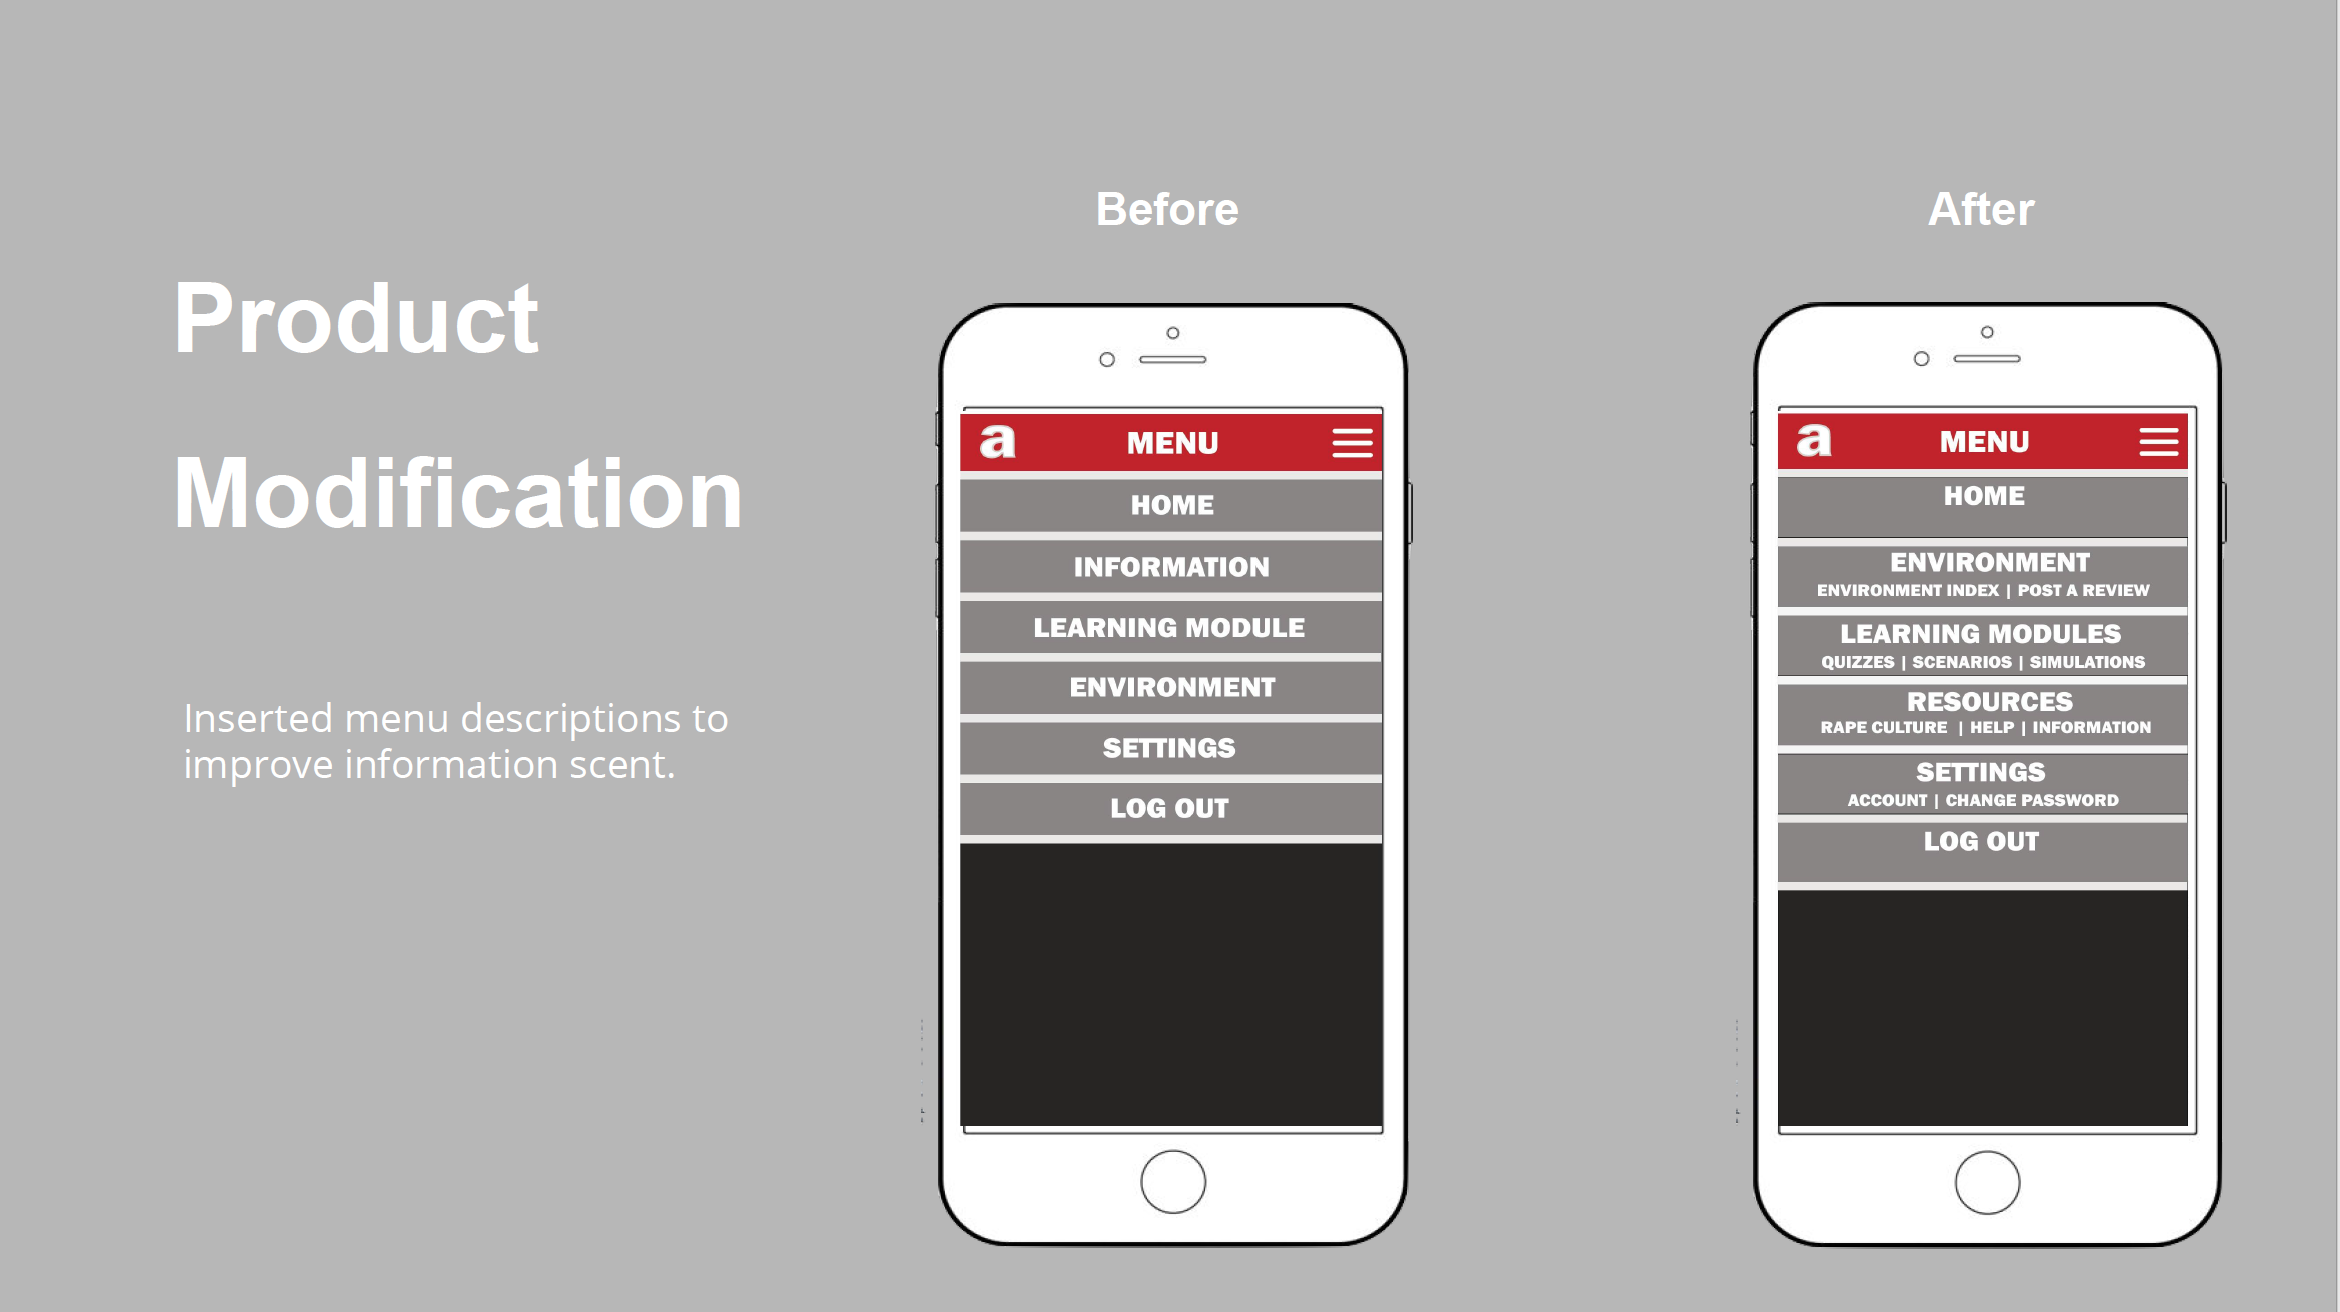 Product
Modification
Inserted menu descriptions to
improve information scent.
Before
a MENU
HOME
INFORMATION
LEARNING MODULE
ENVIRONMENT
SETTINGS
LOG OUT
After
a MENU
HOME
ENVIRONMENT
ENVIRONMENT INDEX | POST A REVIEW
LEARNING MODULES
QUIZZES | SCENARIOS | SIMULATIONS
RESOURCES
RAPE CULTURE | HELP | INFORMATION
SETTINGS
ACCOUNT | CHANGE PASSWORD
LOG OUT